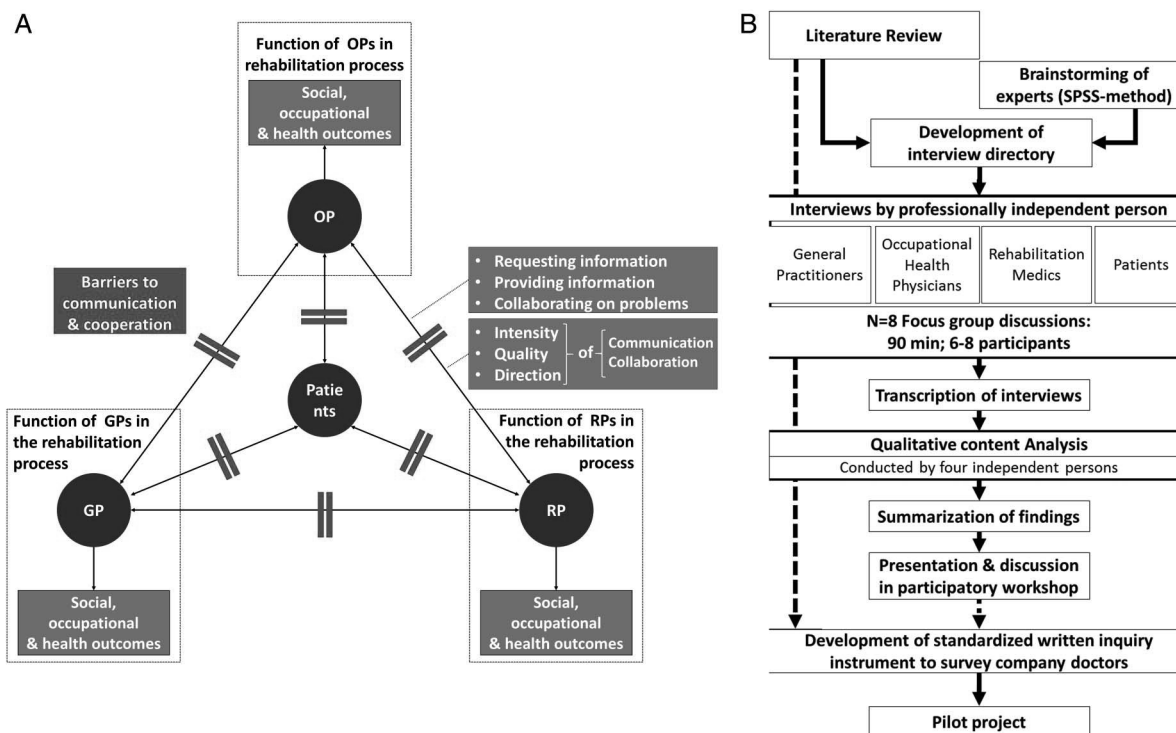 A
Function of OPs in
rehabilitation process
Social,
occupational
& health outcomes
OP
Barriers to
communication
& cooperation
• Requesting information
• Providing information
• Collaborating on problems
• Intensity
• Quality
• Direction
of
Communication
Collaboration
Patie
nts
Function of GPs in
the rehabilitation
process
GP
Social,
occupational
& health outcomes
Function of RPs in
the rehabilitation
process
RP
Social,
occupational
& health outcomes
B
Literature Review
Brainstorming of
experts (SPSS-method)
Development of
interview directory
Interviews by professionally independent person
General
Practitioners
Occupational
Health
Physicians
Rehabilitation
Medics
Patients
N=8 Focus group discussions:
90 min; 6-8 participants
Transcription of interviews
Qualitative content Analysis
Conducted by four independent persons
Summarization of findings
Presentation & discussion
in participatory workshop
Development of standardized written inquiry
instrument to survey company doctors
Pilot project